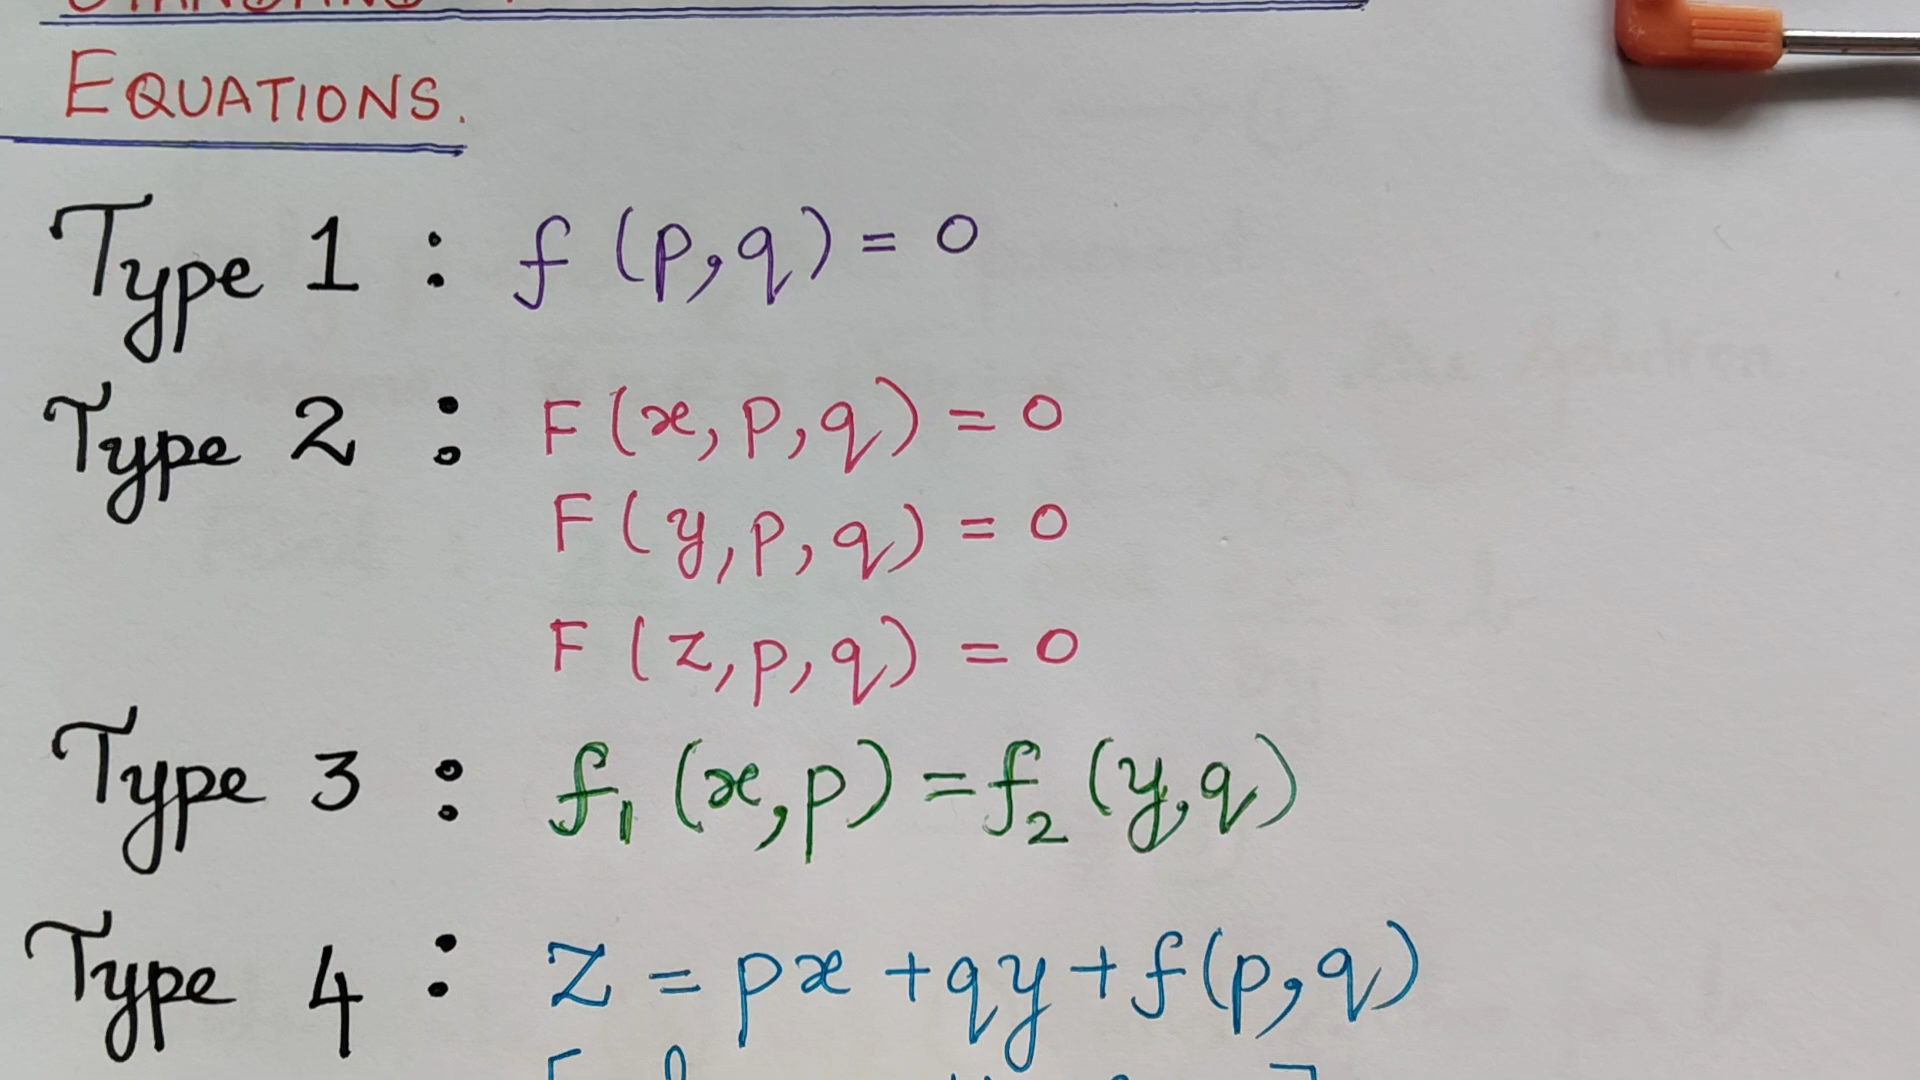 EQUATIONS.
Type 1 : f (p,q) = 0
Type 2 : F (x, p, q) = 0
F ( y, p, q) = 0
F ( z, p, q) = 0
Type 3 : f₁ (x, p) = f₂ (y, q)
Type 4 : z = px + qy + f(p, q)